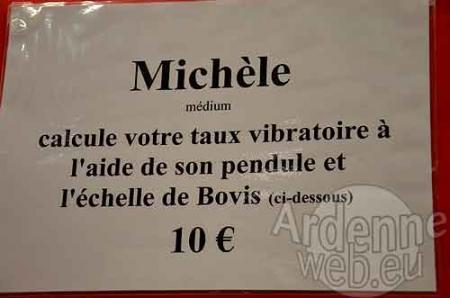 Michèle
médium
calcule votre taux vibratoire à
l'aide de son pendule et
l'échelle de Bovis (ci-dessous)
10 €
Ardenne
web.eu